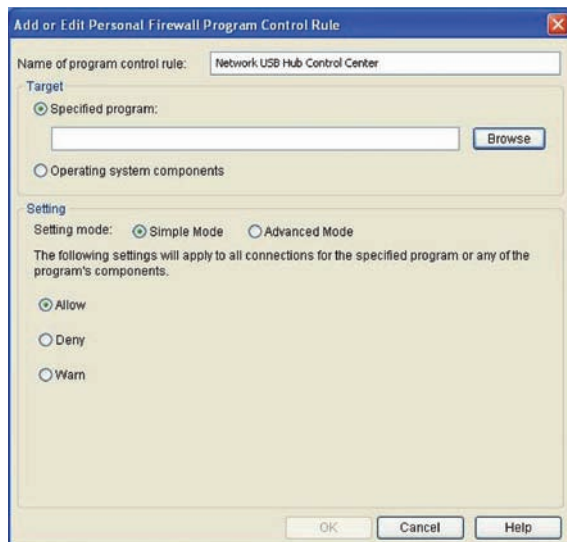 Add or Edit Personal Firewall Program Control Rule
Name of program control rule: Network USB Hub Control Center
Target
Specified program:
Browse
Operating system components
Setting
Setting mode: Simple Mode Advanced Mode
The following settings will apply to all connections for the specified program or any of the
program's components.
Allow
Deny
Warn
OK Cancel Help